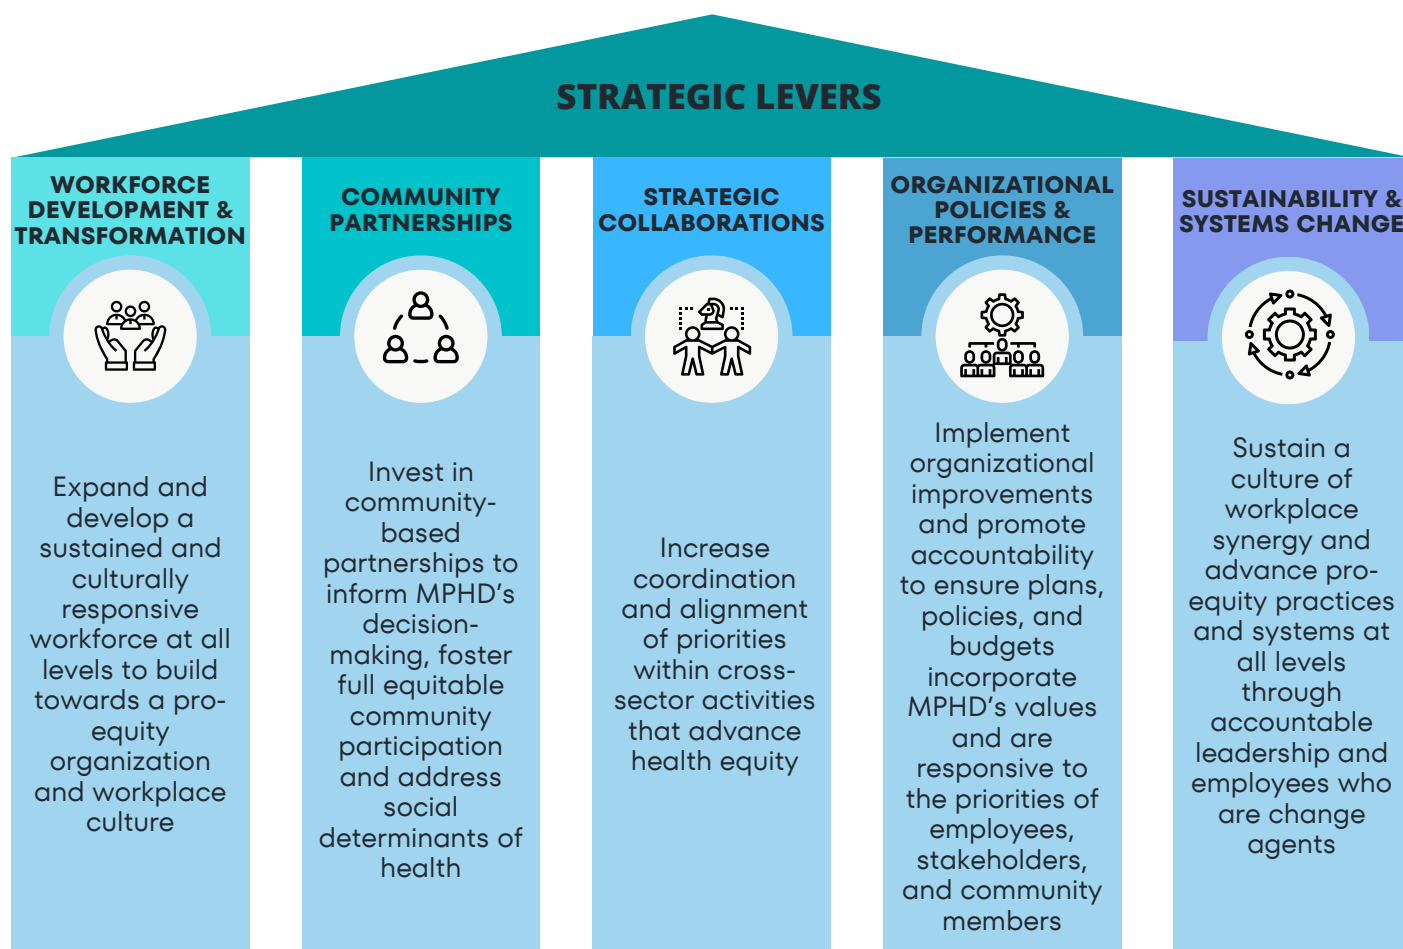 STRATEGIC LEVERS
WORKFORCE
DEVELOPMENT &
TRANSFORMATION
Expand and
develop a
sustained and
culturally
responsive
workforce at all
levels to build
towards a pro-
equity
organization
and workplace
culture
COMMUNITY
PARTNERSHIPS
Invest in
community-
based
partnerships to
inform MPHD's
decision-
making, foster
full equitable
community
participation
and address
social
determinants of
health
STRATEGIC
COLLABORATIONS
Increase
coordination
and alignment
of priorities
within cross-
sector activities
that advance
health equity
ORGANIZATIONAL
POLICIES &
PERFORMANCE
Implement
organizational
improvements
and promote
accountability
to ensure plans,
policies, and
budgets
incorporate
MPHD's values
and are
responsive to
the priorities of
employees,
stakeholders,
and community
members
SUSTAINABILITY &
SYSTEMS CHANGE
Sustain a
culture of
workplace
synergy and
advance pro-
equity practices
and systems at
all levels
through
accountable
leadership and
employees who
are change
agents